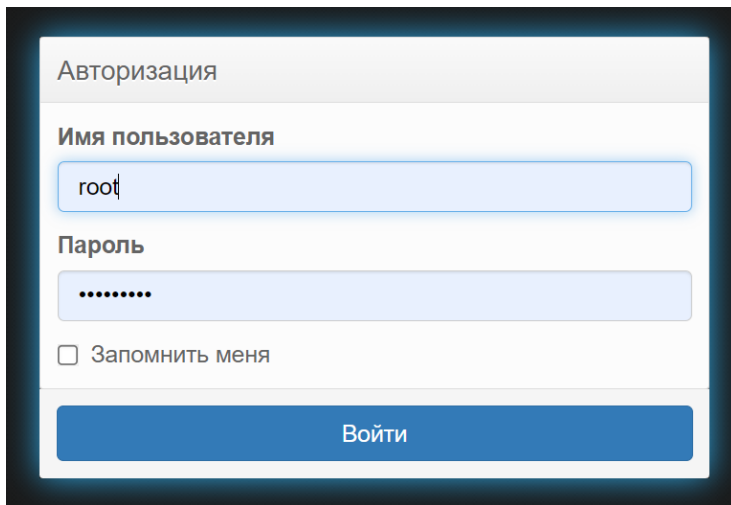 Авторизация
Имя пользователя
root
Пароль
•••••••••
Запомнить меня
Войти